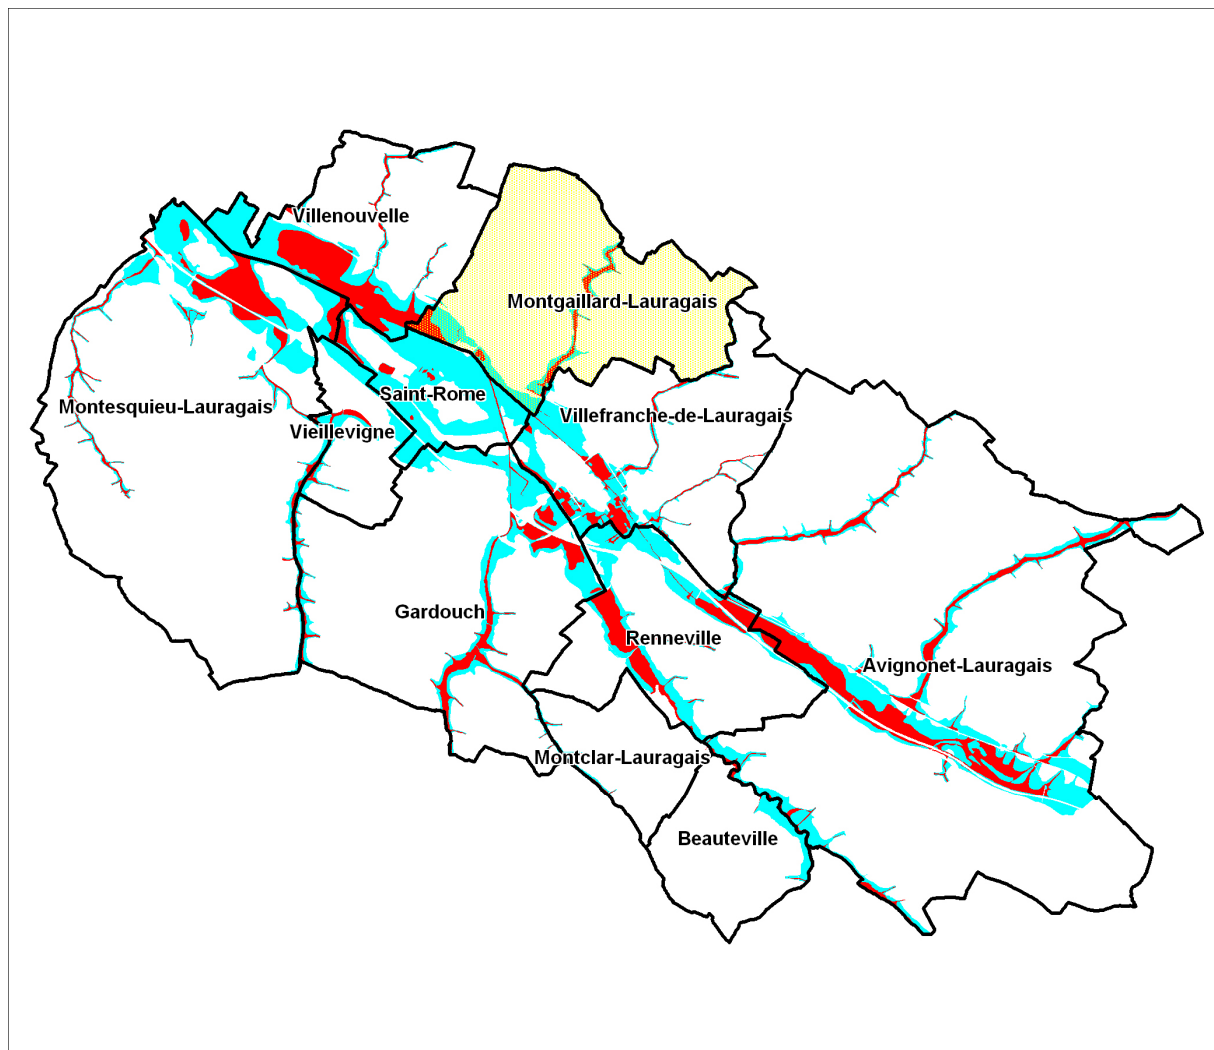 Villenouvelle
Montgaillard-Lauragais
Saint-Rome
Montesquieu-Lauragais
Villefranche-de-Lauragais
Vieillevigne
Gardouch
Renneville
Avignonet-Lauragais
Montclar-Lauragais
Beauteville